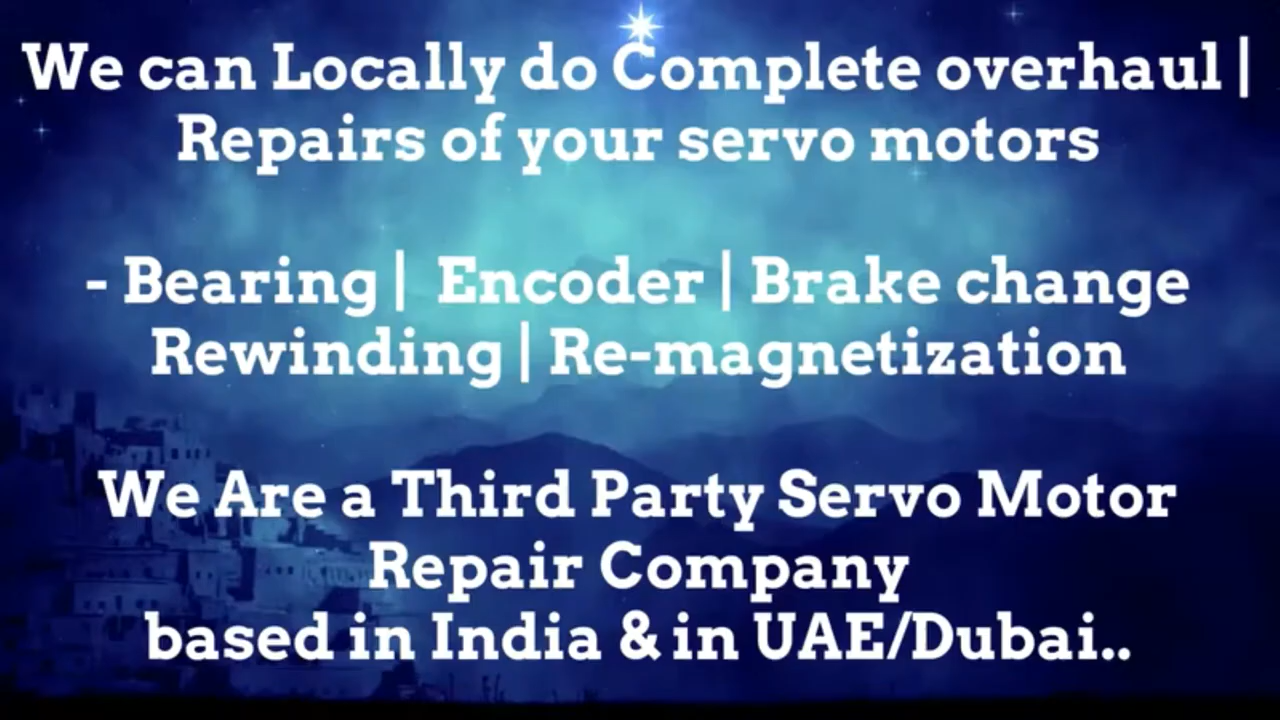 We can Locally do Complete overhaul |
Repairs of your servo motors
- Bearing | Encoder | Brake change
Rewinding | Re-magnetization
We Are a Third Party Servo Motor
Repair Company
based in India & in UAE/Dubai..